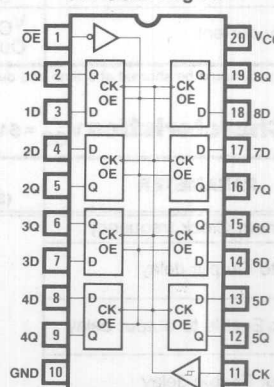 OE 1
20 VC
1Q 2 Q Q 19 8Q
CK CK
OE OE
1D 3 D D 18 8D
2D 4 D D 17 7D
CK CK
OE OE
2Q 5 Q Q 16 7Q
3Q 6 Q Q 15 6Q
CK CK
OE OE
3D 7 D D 14 6D
4D 8 D D 13 5D
CK CK
OE OE
4Q 9 Q Q 12 5Q
GND 10
11 CK